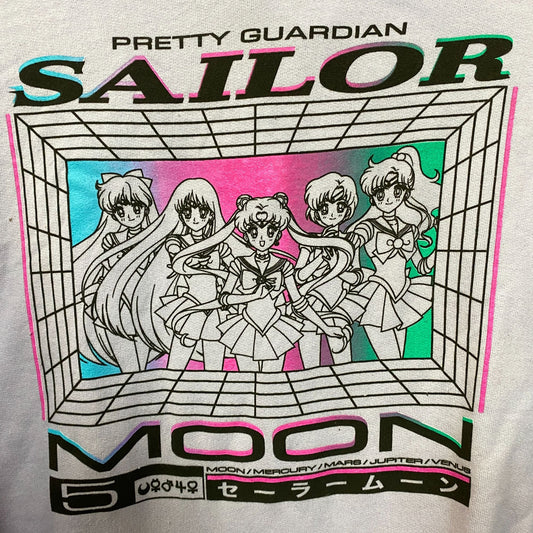 PRETTY GUARDIAN
SAILOR
MOON
MOON/MERCURY/MARS/JUPITER/VENUS
5 ☿♂♃♀ セーラームーン